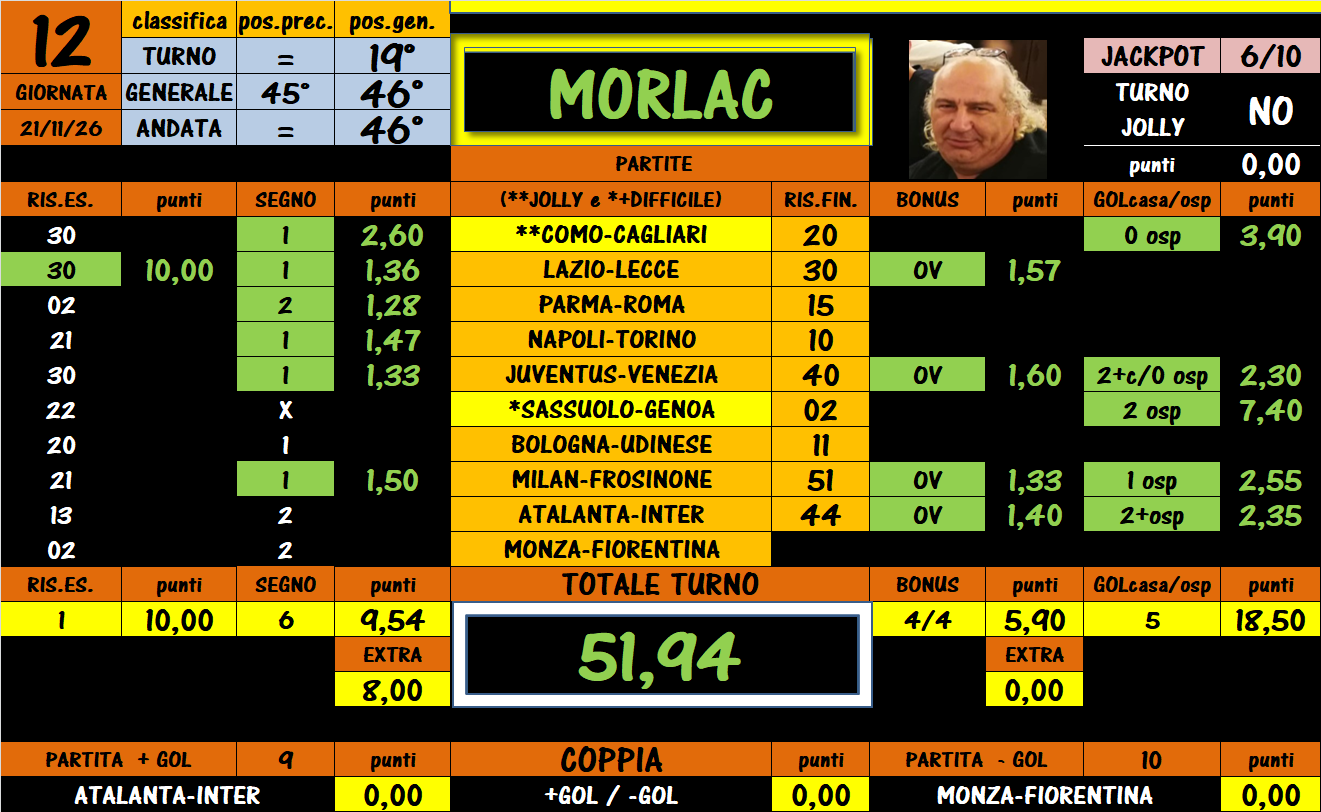 12 classifica pos.prec. pos.gen.
TURNO = 19°
GIORNATA GENERALE 45° 46°
21/11/26 ANDATA = 46°
MORLAC
JACKPOT 6/10
TURNO JOLLY NO
punti 0,00
PARTITE
RIS.ES. punti SEGNO punti (**JOLLY e *+DIFFICILE) RIS.FIN. BONUS punti GOLcasa/osp punti
30 1 2,60 **COMO-CAGLIARI 20 0 osp 3,90
30 10,00 1 1,36 LAZIO-LECCE 30 OV 1,57
02 2 1,28 PARMA-ROMA 15
21 1 1,47 NAPOLI-TORINO 10
30 1 1,33 JUVENTUS-VENEZIA 40 OV 1,60 2+c/0 osp 2,30
22 X *SASSUOLO-GENOA 02 2 osp 7,40
20 1 BOLOGNA-UDINESE 11
21 1 1,50 MILAN-FROSINONE 51 OV 1,33 1 osp 2,55
13 2 ATALANTA-INTER 44 OV 1,40 2+osp 2,35
02 2 MONZA-FIORENTINA
RIS.ES. punti SEGNO punti TOTALE TURNO BONUS punti GOLcasa/osp punti
1 10,00 6 9,54 51,94 4/4 5,90 5 18,50
EXTRA EXTRA
8,00 0,00
PARTITA + GOL 9 punti COPPIA punti PARTITA - GOL 10 punti
ATALANTA-INTER 0,00 +GOL / -GOL 0,00 MONZA-FIORENTINA 0,00